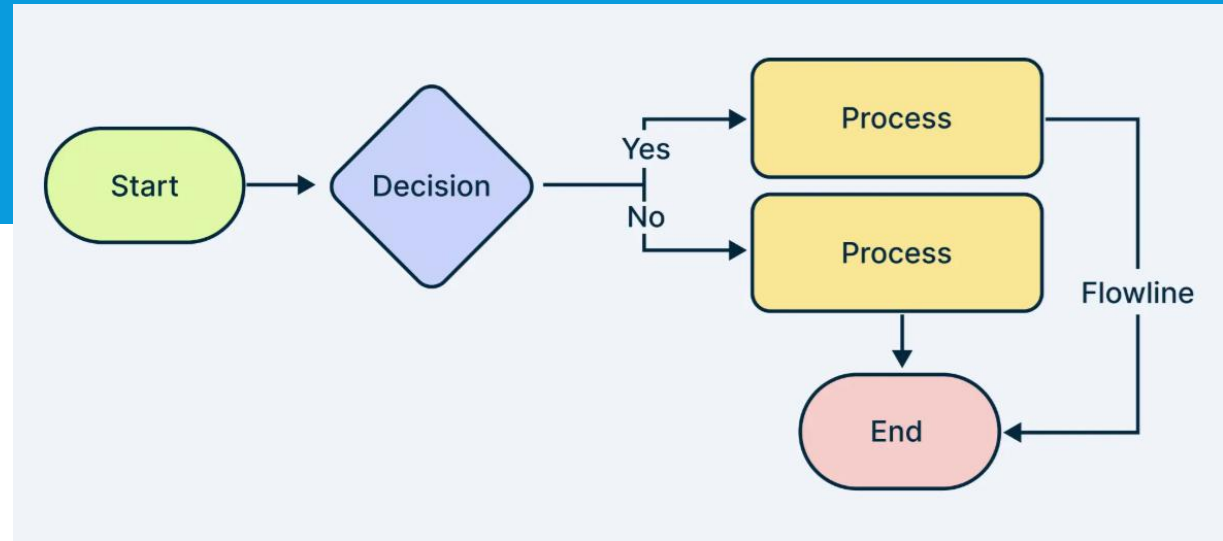 Start
Decision
Yes
No
Process
Process
Flowline
End